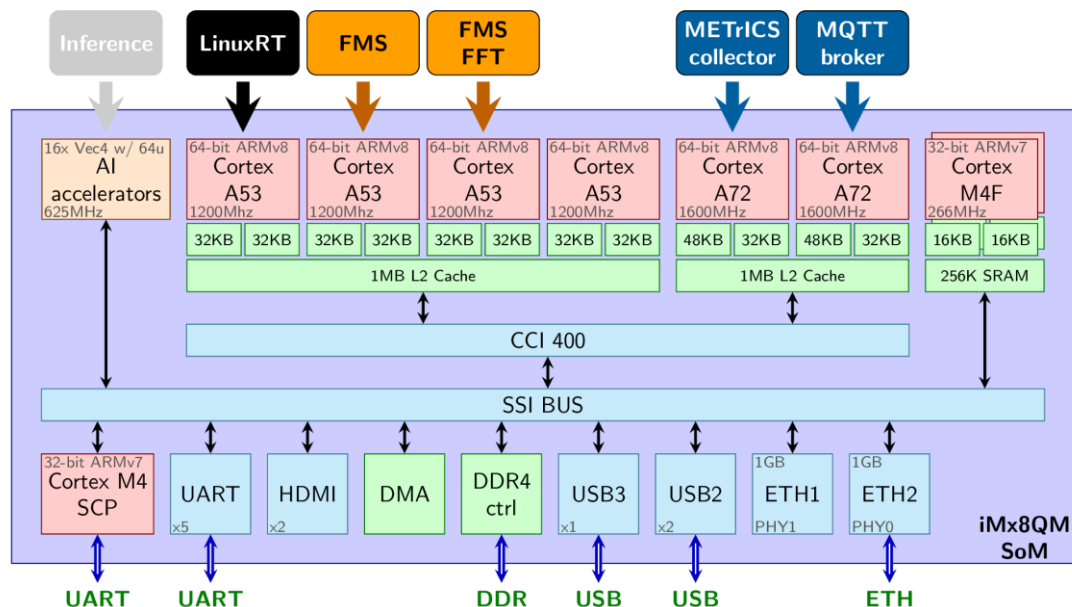 Inference
LinuxRT
FMS
FMS
FFT
METrICS
collector
MQTT
broker
16x Vec4 w/ 64u
AI
accelerators
625MHz
64-bit ARMv8
Cortex
A53
1200Mhz
64-bit ARMv8
Cortex
A53
1200Mhz
64-bit ARMv8
Cortex
A53
1200Mhz
64-bit ARMv8
Cortex
A53
1200Mhz
64-bit ARMv8
Cortex
A72
1600MHz
64-bit ARMv8
Cortex
A72
1600MHz
32-bit ARMv7
Cortex
M4F
266MHz
32KB
32KB
32KB
32KB
32KB
32KB
32KB
32KB
48KB
32KB
48KB
32KB
16KB
16KB
1MB L2 Cache
1MB L2 Cache
256K SRAM
CCI 400
SSI BUS
32-bit ARMv7
Cortex M4
SCP
UART
x5
HDMI
x2
DMA
DDR4
ctrl
USB3
x1
USB2
x2
1GB
ETH1
PHY1
1GB
ETH2
PHY0
iMx8QM
SoM
UART
UART
DDR
USB
USB
ETH